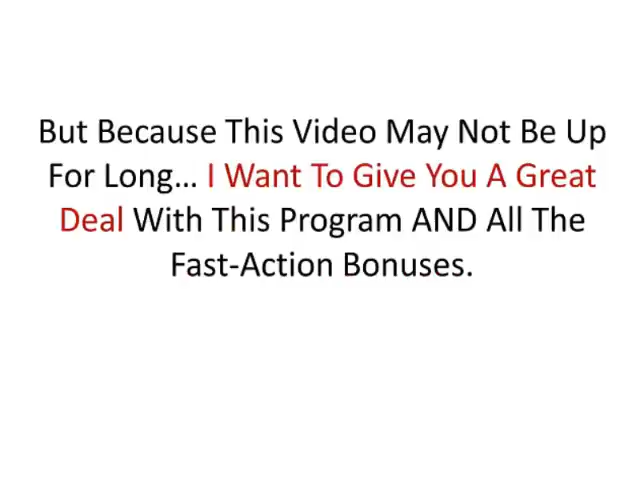 But Because This Video May Not Be Up
For Long... I Want To Give You A Great
Deal With This Program AND All The
Fast-Action Bonuses.